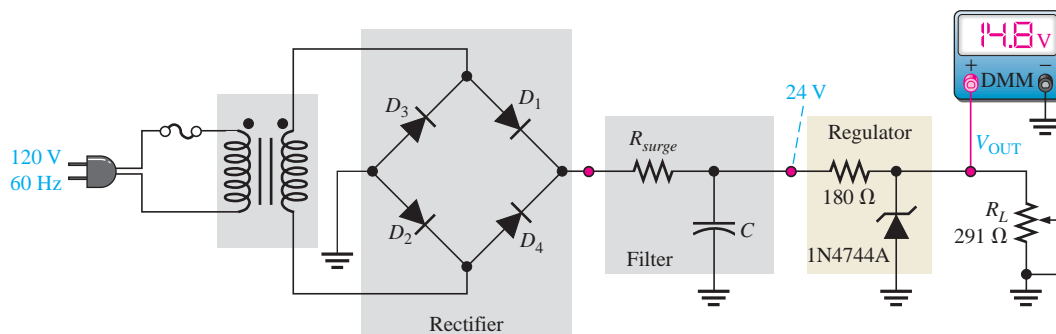 120 V
60 Hz
D3
D1
D2
D4
Rectifier
Rsurge
C
Filter
24 V
Regulator
180 Ω
1N4744A
14.8 V
+
−
DMM
VOUT
RL
291 Ω